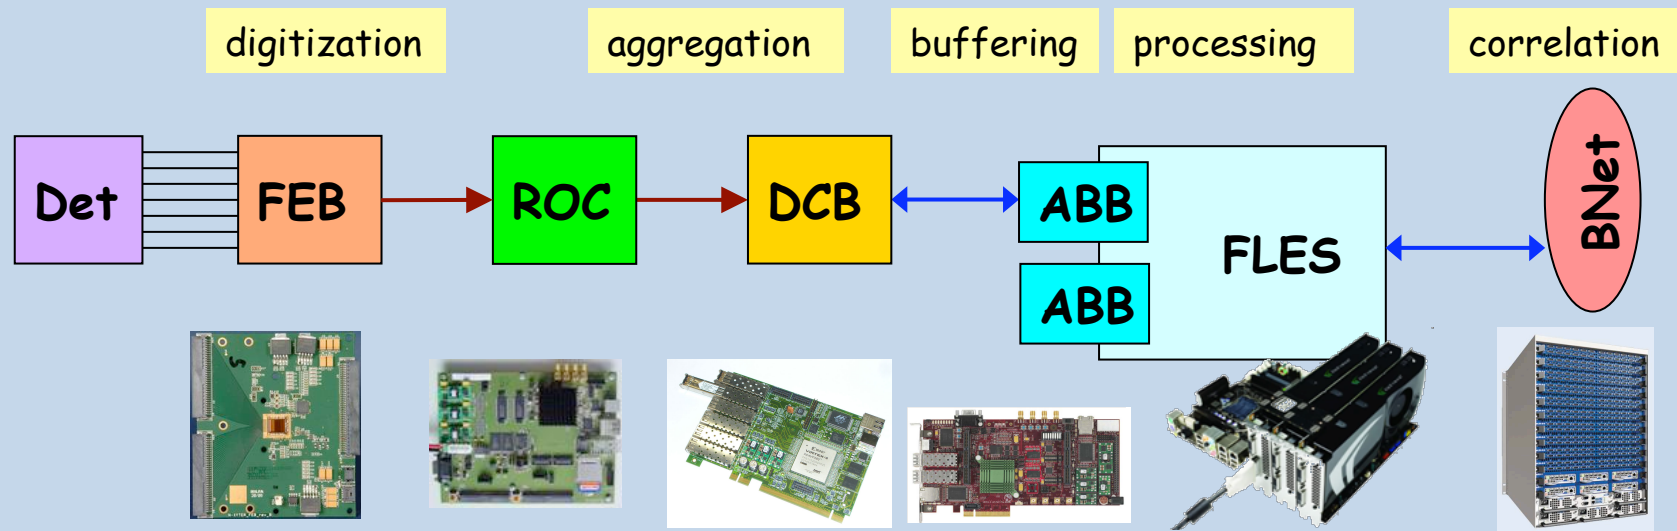 digitization
aggregation
buffering
processing
correlation
Det
FEB
ROC
DCB
ABB
ABB
FLES
BNet